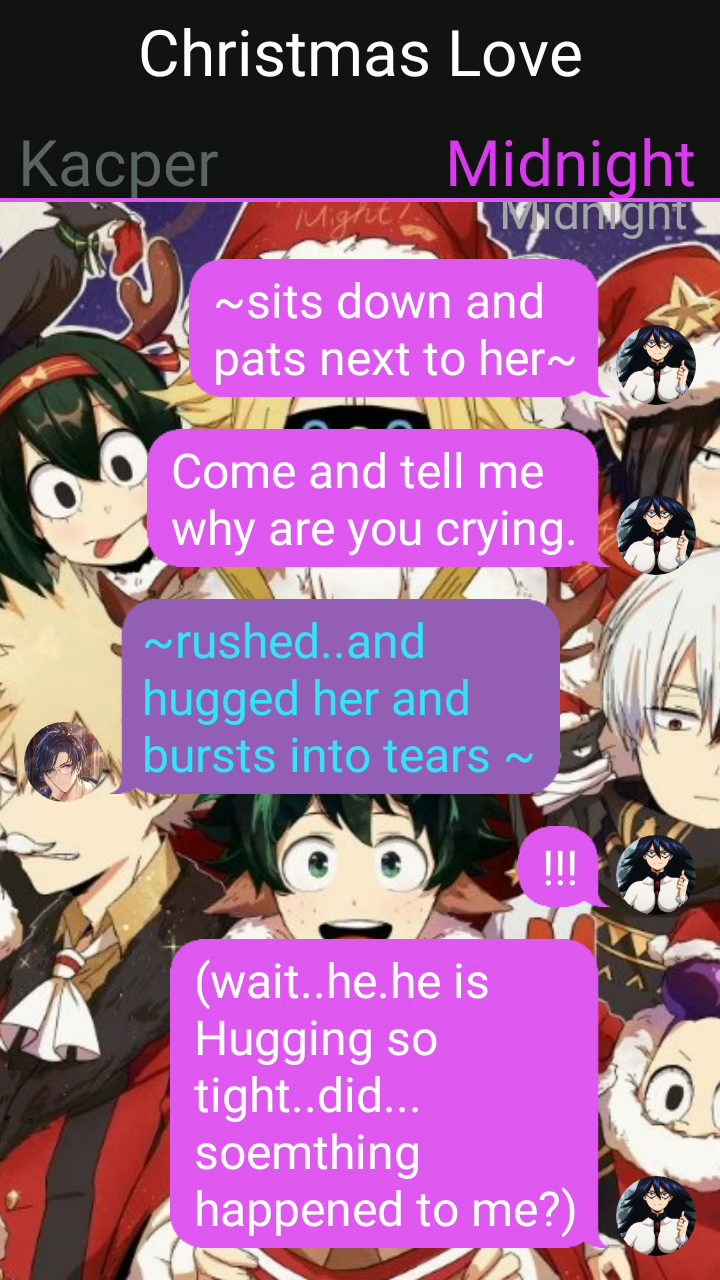 Christmas Love
Kacper
Midnight
Midnight
Might!
~sits down and
pats next to her~
Come and tell me
why are you crying.
~rushed..and
hugged her and
bursts into tears ~
!!!
(wait..he.he is
Hugging so
tight..did...
soemthing
happened to me?)